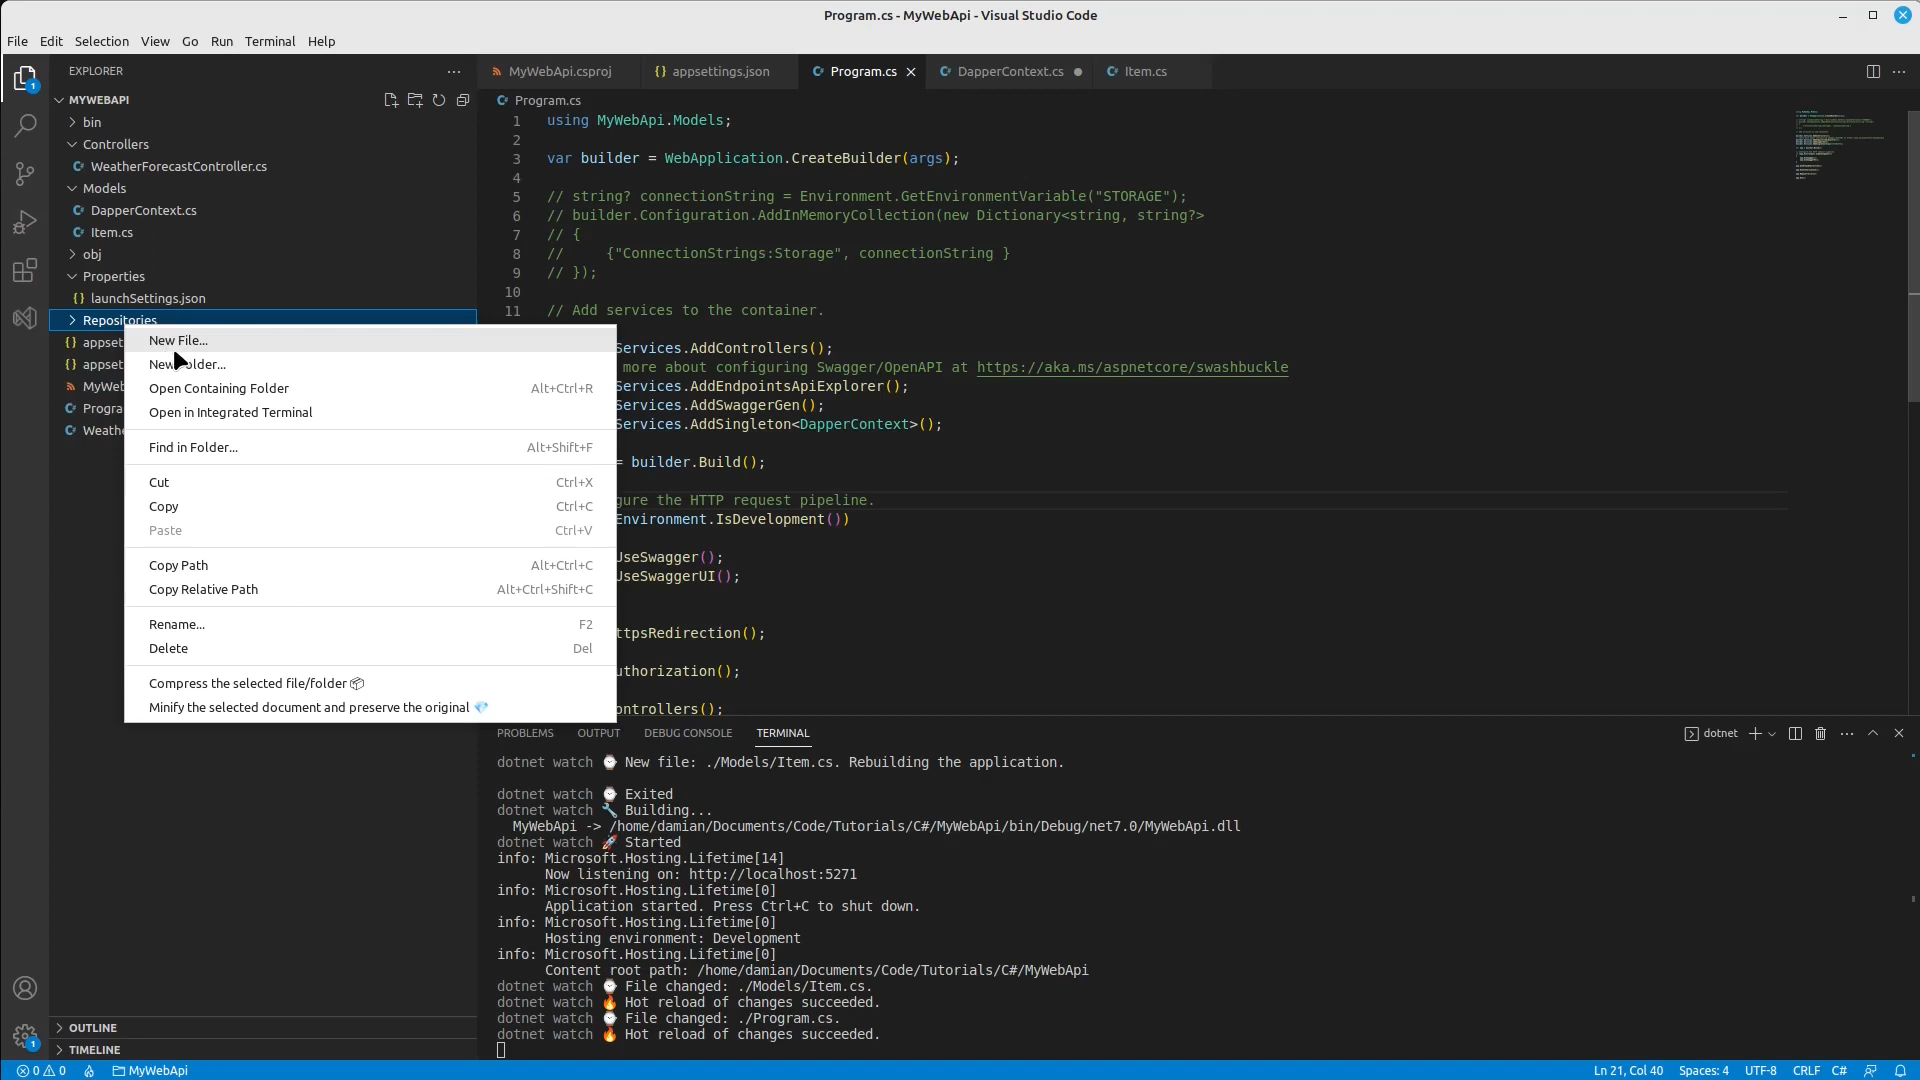 Program.cs - MyWebApi - Visual Studio Code
File Edit Selection View Go Run Terminal Help
EXPLORER
MYWEBAPI
bin
Controllers
WeatherForecastController.cs
Models
DapperContext.cs
Item.cs
obj
Properties
launchSettings.json
Repositories
appset
appset
MyWeb
Progra
Weathe
OUTLINE
TIMELINE
New File...
New Folder...
Open Containing Folder Alt+Ctrl+R
Open in Integrated Terminal
Find in Folder... Alt+Shift+F
Cut Ctrl+X
Copy Ctrl+C
Paste Ctrl+V
Copy Path Alt+Ctrl+C
Copy Relative Path Alt+Ctrl+Shift+C
Rename... F2
Delete Del
Compress the selected file/folder 📦
Minify the selected document and preserve the original 💎
MyWebApi.csproj appsettings.json Program.cs DapperContext.cs Item.cs
Program.cs
1 using MyWebApi.Models;
2
3 var builder = WebApplication.CreateBuilder(args);
4
5 // string? connectionString = Environment.GetEnvironmentVariable("STORAGE");
6 // builder.Configuration.AddInMemoryCollection(new Dictionary<string, string?>
7 // {
8 //     {"ConnectionStrings:Storage", connectionString }
9 // });
10
11 // Add services to the container.
Services.AddControllers();
more about configuring Swagger/OpenAPI at https://aka.ms/aspnetcore/swashbuckle
Services.AddEndpointsApiExplorer();
Services.AddSwaggerGen();
Services.AddSingleton<DapperContext>();
= builder.Build();
gure the HTTP request pipeline.
Environment.IsDevelopment())
UseSwagger();
UseSwaggerUI();
ttpsRedirection();
uthorization();
ontrollers();
PROBLEMS OUTPUT DEBUG CONSOLE TERMINAL dotnet
dotnet watch ⌚ New file: ./Models/Item.cs. Rebuilding the application.
dotnet watch ⌚ Exited
dotnet watch 🔧 Building...
MyWebApi -> /home/damian/Documents/Code/Tutorials/C#/MyWebApi/bin/Debug/net7.0/MyWebApi.dll
dotnet watch 🚀 Started
info: Microsoft.Hosting.Lifetime[14]
Now listening on: http://localhost:5271
info: Microsoft.Hosting.Lifetime[0]
Application started. Press Ctrl+C to shut down.
info: Microsoft.Hosting.Lifetime[0]
Hosting environment: Development
info: Microsoft.Hosting.Lifetime[0]
Content root path: /home/damian/Documents/Code/Tutorials/C#/MyWebApi
dotnet watch ⌚ File changed: ./Models/Item.cs.
dotnet watch 🔥 Hot reload of changes succeeded.
dotnet watch ⌚ File changed: ./Program.cs.
dotnet watch 🔥 Hot reload of changes succeeded.
0 0 MyWebApi Ln 21, Col 40 Spaces: 4 UTF-8 CRLF C#